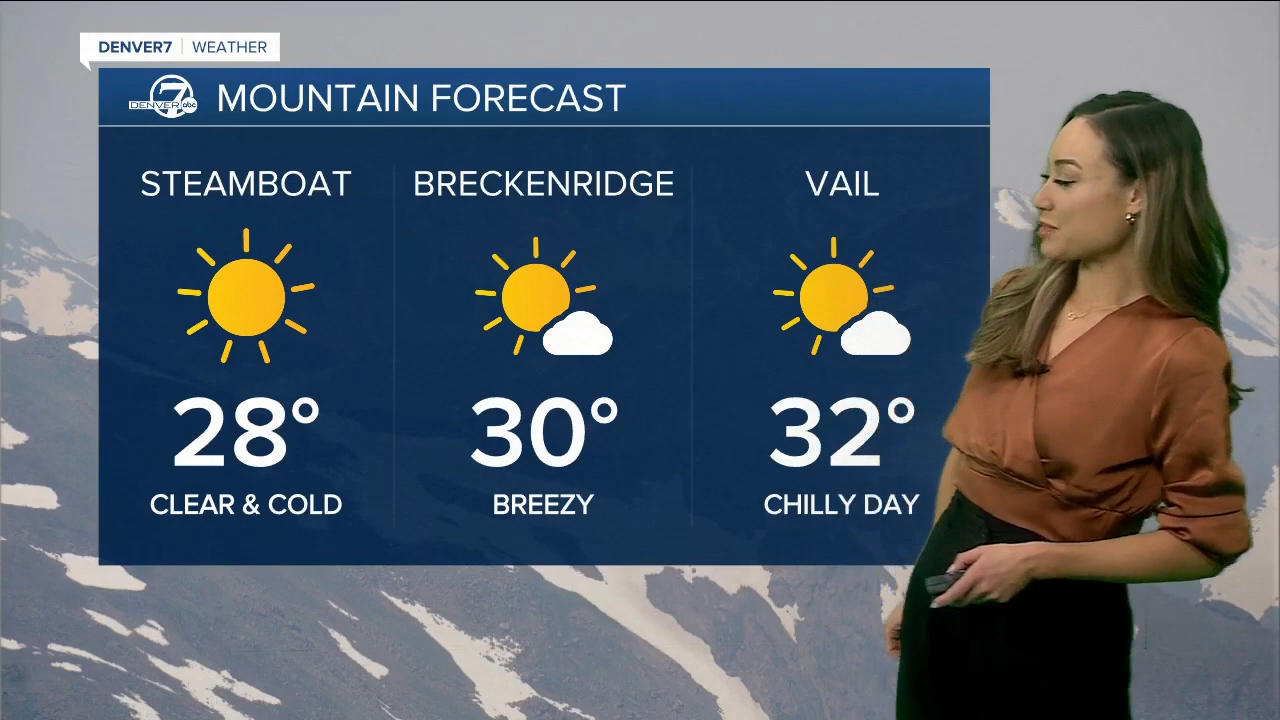 DENVER7 | WEATHER
7
DENVER abc
MOUNTAIN FORECAST
STEAMBOAT
28°
CLEAR & COLD
BRECKENRIDGE
30°
BREEZY
VAIL
32°
CHILLY DAY